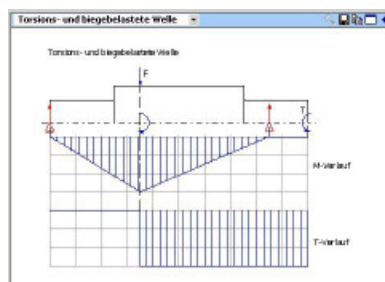 Torsions- und biegebelastete Welle
Torsions- und biegebelastete Welle
F
T
M-Verlauf
T-Verlauf